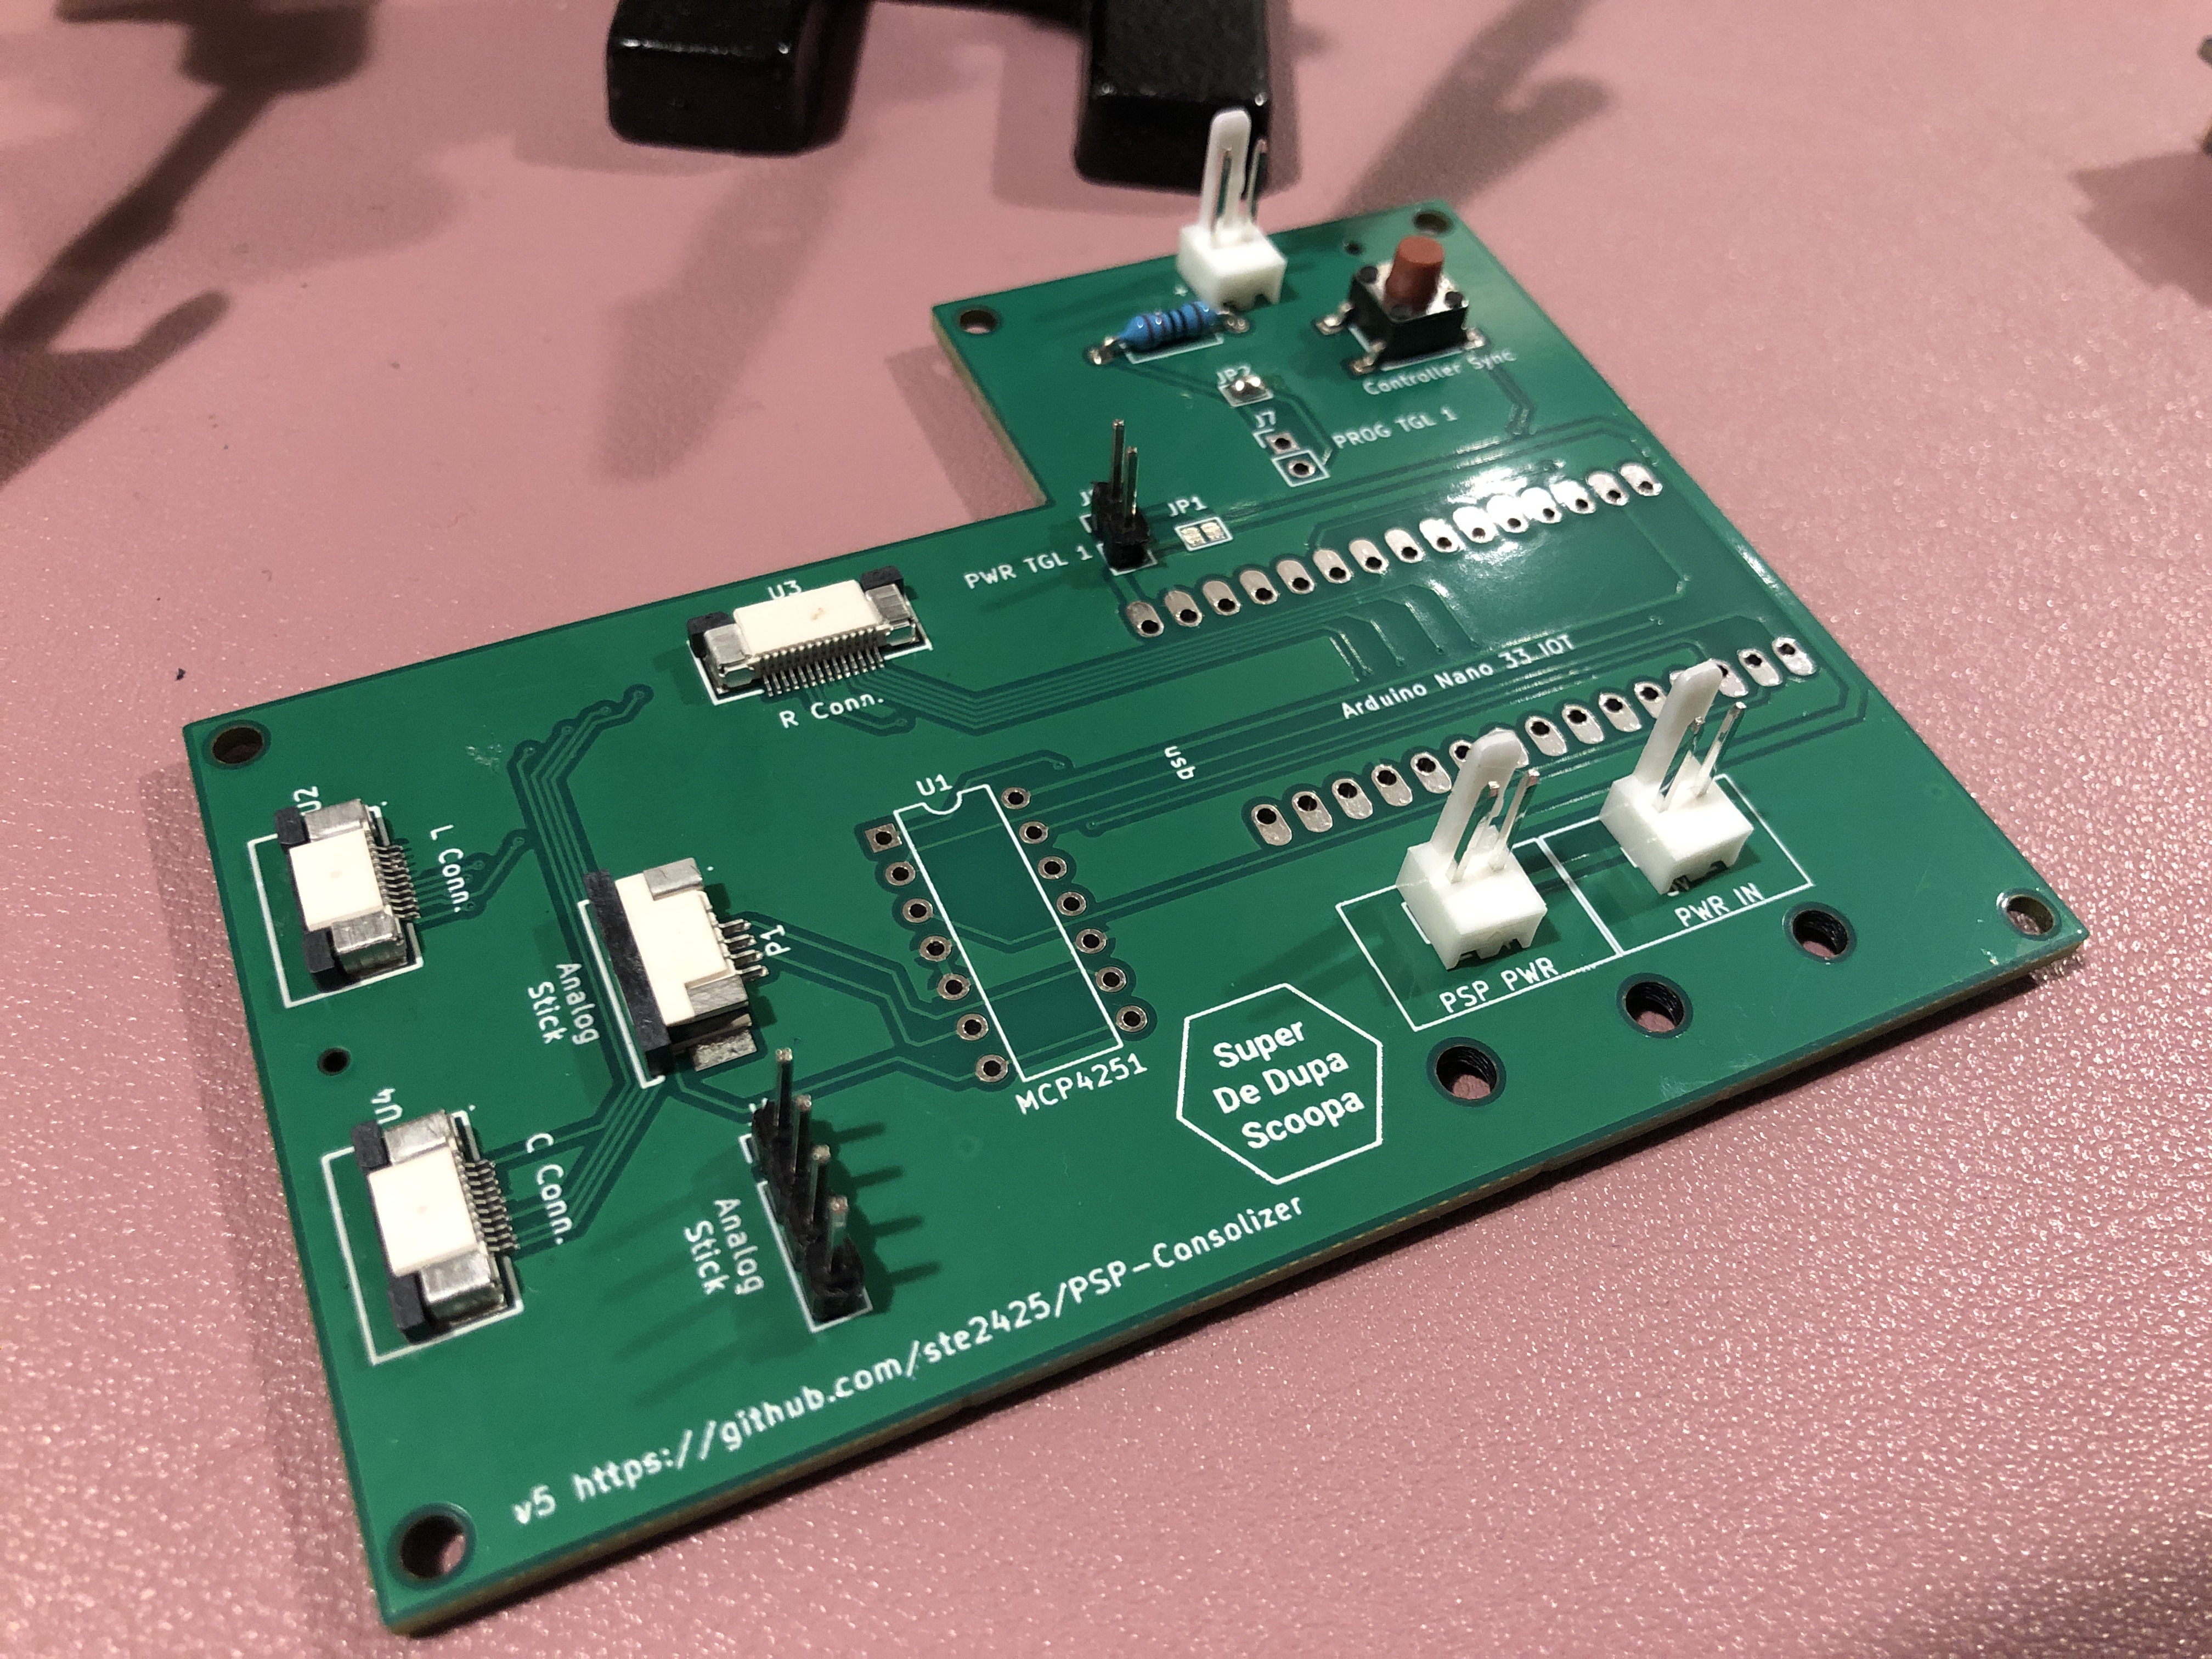 JP2
Controller Sync
J7
PROG TGL 1
JP1
PWR TGL 1
U3
R Conn.
Arduino Nano 33 IOT
usb
U1
U2
L Conn.
P1
Analog
Stick
PWR IN
PSP PWR
MCP4251
Super
De Dupa
Scoopa
U4
C Conn.
Analog
Stick
v5 https://github.com/ste2425/PSP-Consolizer